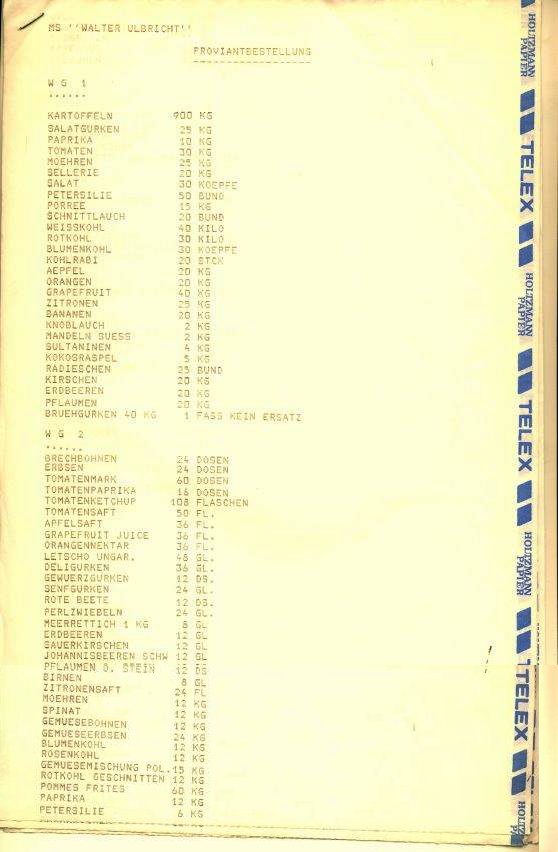 MS ''WALTER ULBRICHT''
PROVIANTBESTELLUNG
W G 1
KARTOFFELN 900 KG
SALATGURKEN 25 KG
PAPRIKA 10 KG
TOMATEN 30 KG
MOEHREN 25 KG
SELLERIE 20 KG
SALAT 30 KOEPFE
PETERSILIE 50 BUND
PORREE 15 KG
SCHNITTLAUCH 20 BUND
WEISSKOHL 40 KILO
ROTKOHL 30 KILO
BLUMENKOHL 30 KOEPFE
KOHLRABI 20 STCK
AEPFEL 20 KG
ORANGEN 20 KG
GRAPEFRUIT 40 KG
ZITRONEN 25 KG
BANANEN 20 KG
KNOBLAUCH 2 KG
MANDELN SUESS 2 KG
SULTANINEN 4 KG
KOKOGRASPEL 5 KG
RADIESCHEN 25 BUND
KIRSCHEN 20 KG
ERDBEEREN 20 KG
PFLAUMEN 20 KG
BRUEHGURKEN 40 KG 1 FASS KEIN ERSATZ
W G 2
BRECHBOHNEN 24 DOSEN
ERBSEN 24 DOSEN
TOMATENMARK 60 DOSEN
TOMATENPAPRIKA 16 DOSEN
TOMATENKETCHUP 108 FLASCHEN
TOMATENSAFT 50 FL.
APFELSAFT 36 FL.
GRAPEFRUIT JUICE 36 FL.
ORANGENNEKTAR 36 FL.
LETSCHO UNGAR. 48 GL.
DELIGURKEN 36 GL.
GEWUERZGURKEN 12 DS.
SENFGURKEN 24 GL.
ROTE BEETE 12 DS.
PERLZWIEBELN 24 GL.
MEERRETTICH 1 KG 8 GL
ERDBEEREN 12 GL
SAUERKIRSCHEN 12 GL
JOHANNISBEEREN SCHW 12 GL
PFLAUMEN O. STEIN 12 DS
BIRNEN 8 GL
ZITRONENSAFT 24 FL
MOEHREN 12 KG
SPINAT 12 KG
GEMUESEBOHNEN 12 KG
GEMUESEERBSEN 24 KG
BLUMENKOHL 12 KG
ROSENKOHL 12 KG
GEMUESEMISCHUNG POL. 15 KG
ROTKOHL GESCHNITTEN 12 KG
POMMES FRITES 60 KG
PAPRIKA 12 KG
PETERSILIE 6 KG
HOLTZMANN
PAPIER
TELEX
HOLTZMANN
PAPIER
TELEX
HOLTZMANN
PAPIER
TELEX